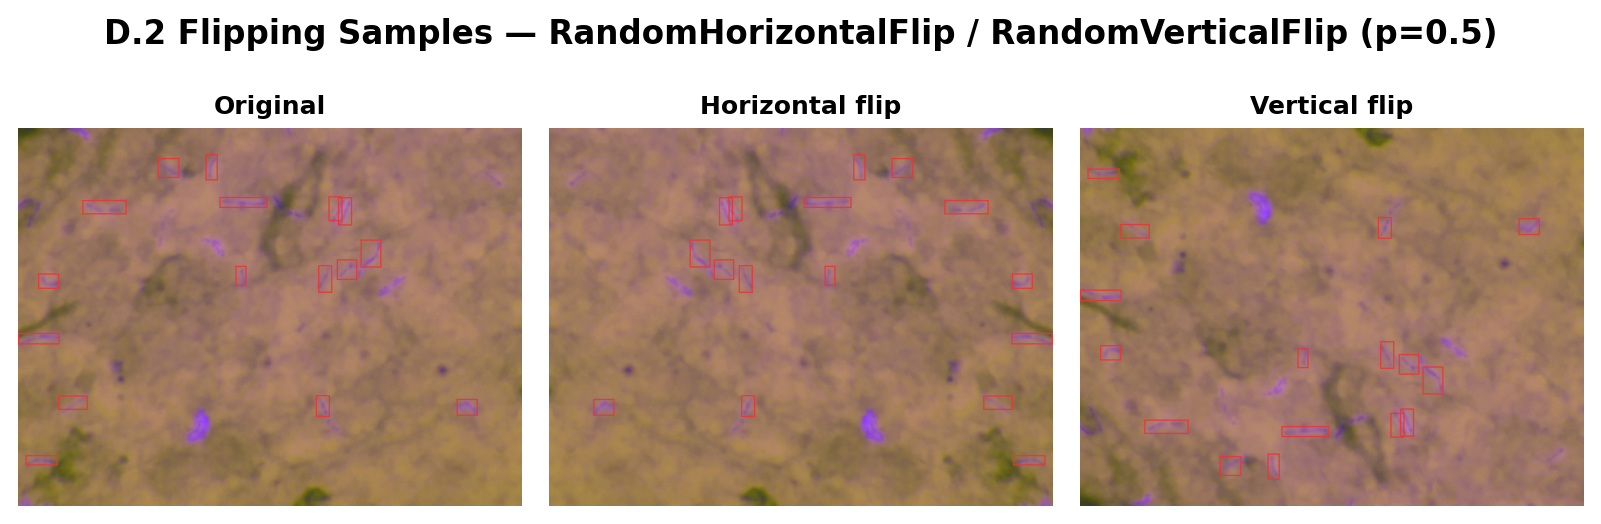 D.2 Flipping Samples — RandomHorizontalFlip / RandomVerticalFlip (p=0.5)
Original
Horizontal flip
Vertical flip